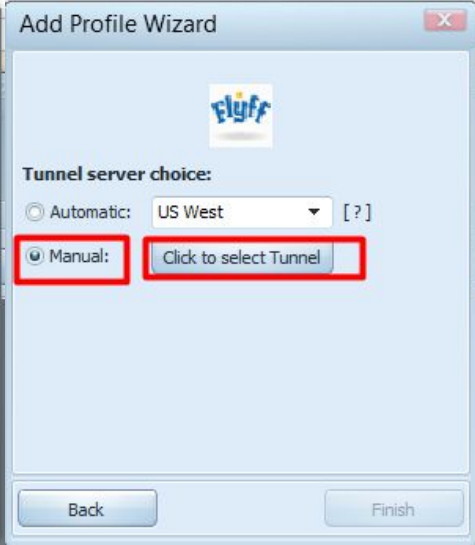 Add Profile Wizard
Flyff
Tunnel server choice:
Automatic: US West [?]
Manual: Click to select Tunnel
Back Finish